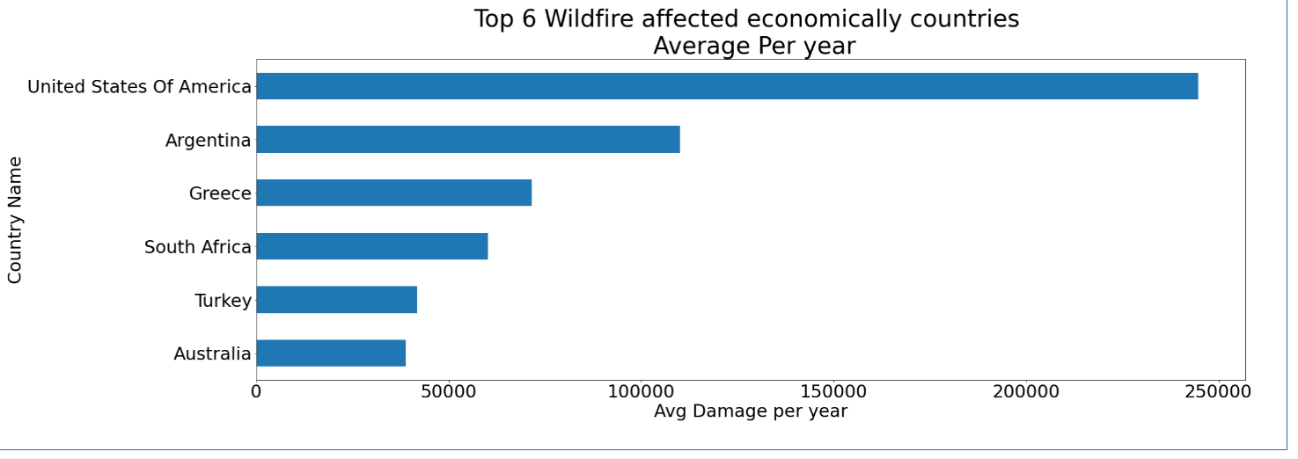 Top 6 Wildfire affected economically countries
Average Per year
Country Name
United States Of America
Argentina
Greece
South Africa
Turkey
Australia
0 50000 100000 150000 200000 250000
Avg Damage per year